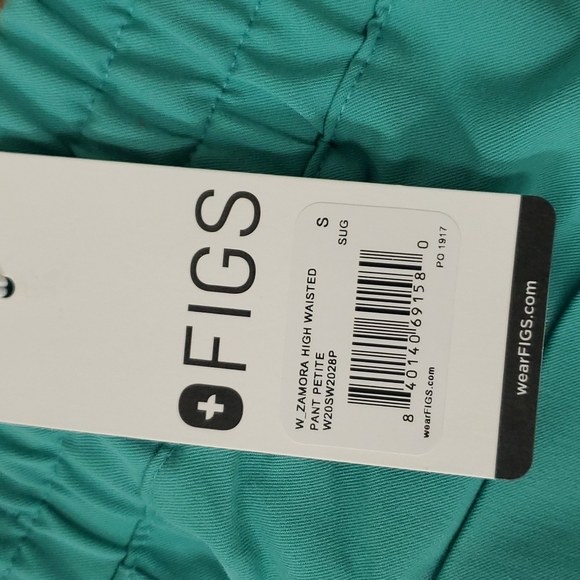 FIGS
W_ZAMORA HIGH WAISTED
PANT PETITE
W20SW2028P
S
SUG
8 40140 69158 0
PO 1917
wearFIGS.com
wearFIGS.com